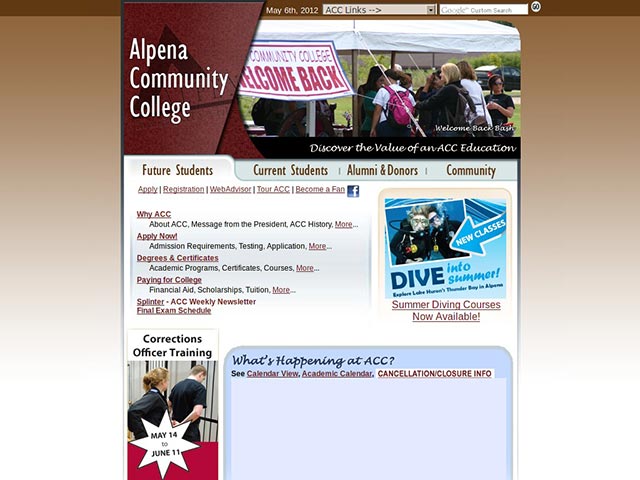 May 6th, 2012
ACC Links -->
Google Custom Search
GO
Alpena
Community
College
COMMUNITY COLLEGE
WELCOME BACK
Welcome Back Bash
Discover the Value of an ACC Education
Future Students
Current Students | Alumni & Donors | Community
Apply | Registration | WebAdvisor | Tour ACC | Become a Fan
Why ACC
About ACC, Message from the President, ACC History, More...
Apply Now!
Admission Requirements, Testing, Application, More...
Degrees & Certificates
Academic Programs, Certificates, Courses, More...
Paying for College
Financial Aid, Scholarships, Tuition, More...
Splinter - ACC Weekly Newsletter
Final Exam Schedule
NEW CLASSES
DIVE into
summer!
Explore Lake Huron's Thunder Bay in Alpena
Summer Diving Courses
Now Available!
Corrections
Officer Training
MAY 14
to
JUNE 11
What's Happening at ACC?
See Calendar View, Academic Calendar, CANCELLATION/CLOSURE INFO